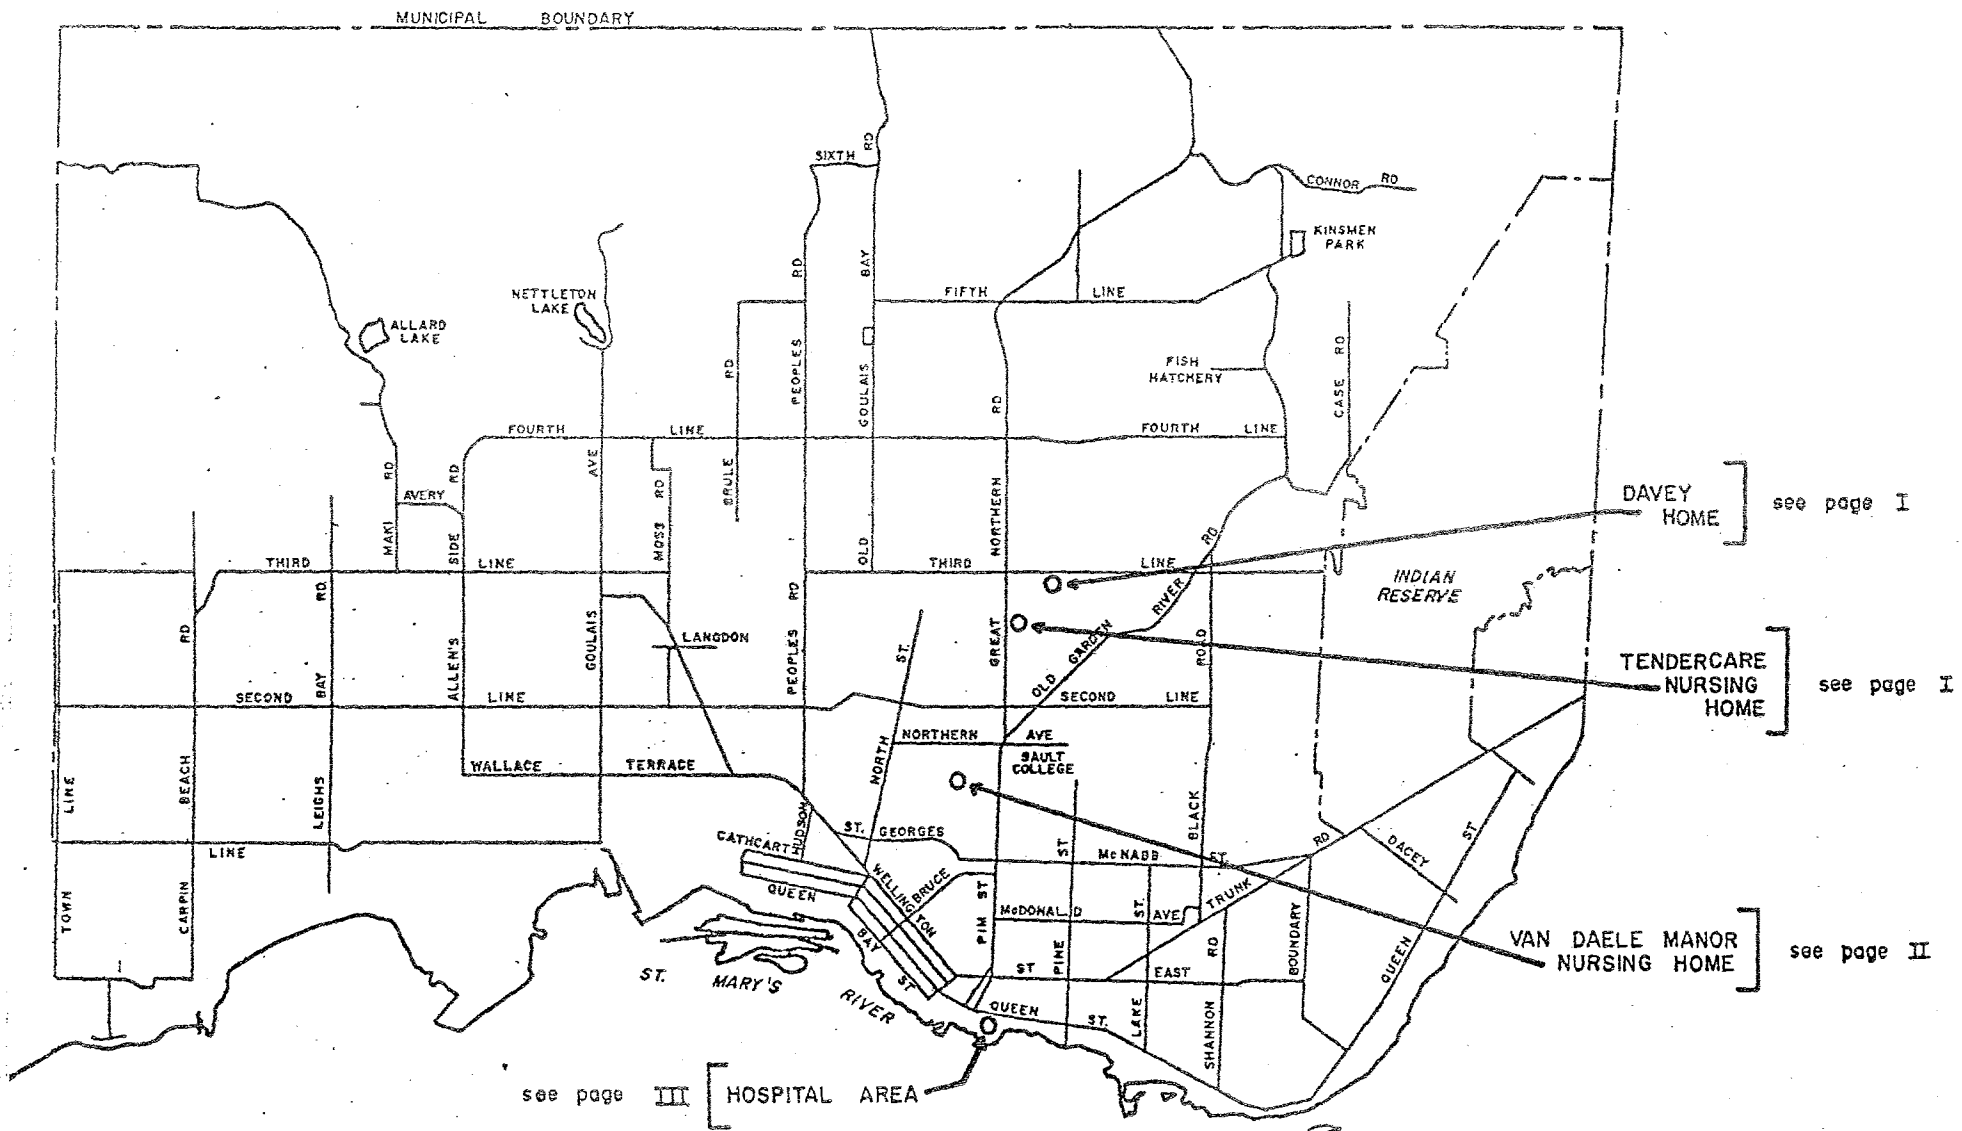 MUNICIPAL BOUNDARY
SIXTH
RD
CONNOR RD
KINSMEN
PARK
NETTLETON
LAKE
ALLARD
LAKE
RD
BAY
FIFTH LINE
RD
PEOPLES
GOULAIS
RD
FISH
HATCHERY
CASE RD
FOURTH LINE
FOURTH LINE
AVE
BRULE
RD
RD
AVERY
RD
MAKI
SIDE
MOSS
OLD
NORTHERN
RD
DAVEY
HOME
see page I
THIRD LINE
THIRD LINE
INDIAN
RESERVE
RD
RD
BAY
LEIGHS
ALLEN'S
GOULAIS
LANGDON
PEOPLES RD
ST.
NORTH
GREAT
OLD GARDEN RIVER
ROAD
BLACK
TENDERCARE
NURSING
HOME
see page I
SECOND LINE
SECOND LINE
NORTHERN AVE
SAULT
COLLEGE
WALLACE TERRACE
LINE
TOWN
BEACH
CARPIN
LINE
HUDSON
CATHCART
QUEEN
ST. GEORGES
WELLINGTON
BRUCE
BAY
ST
PIM ST
ST
PINE
McNABB ST.
McDONALD AVE
TRUNK
RD
DACEY
ST
QUEEN
ST.
LAKE
RD
SHANNON
BOUNDARY
ST EAST
QUEEN ST.
VAN DAELE MANOR
NURSING HOME
see page II
ST. MARY'S
RIVER
see page III
HOSPITAL AREA